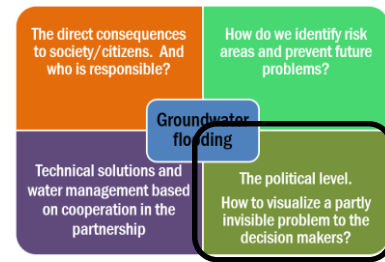 The direct consequences
to society/citizens. And
who is responsible?
How do we identify risk
areas and prevent future
problems?
Groundwater
flooding
Technical solutions and
water management based
on cooperation in the
partnership
The political level.
How to visualize a partly
invisible problem to the
decision makers?